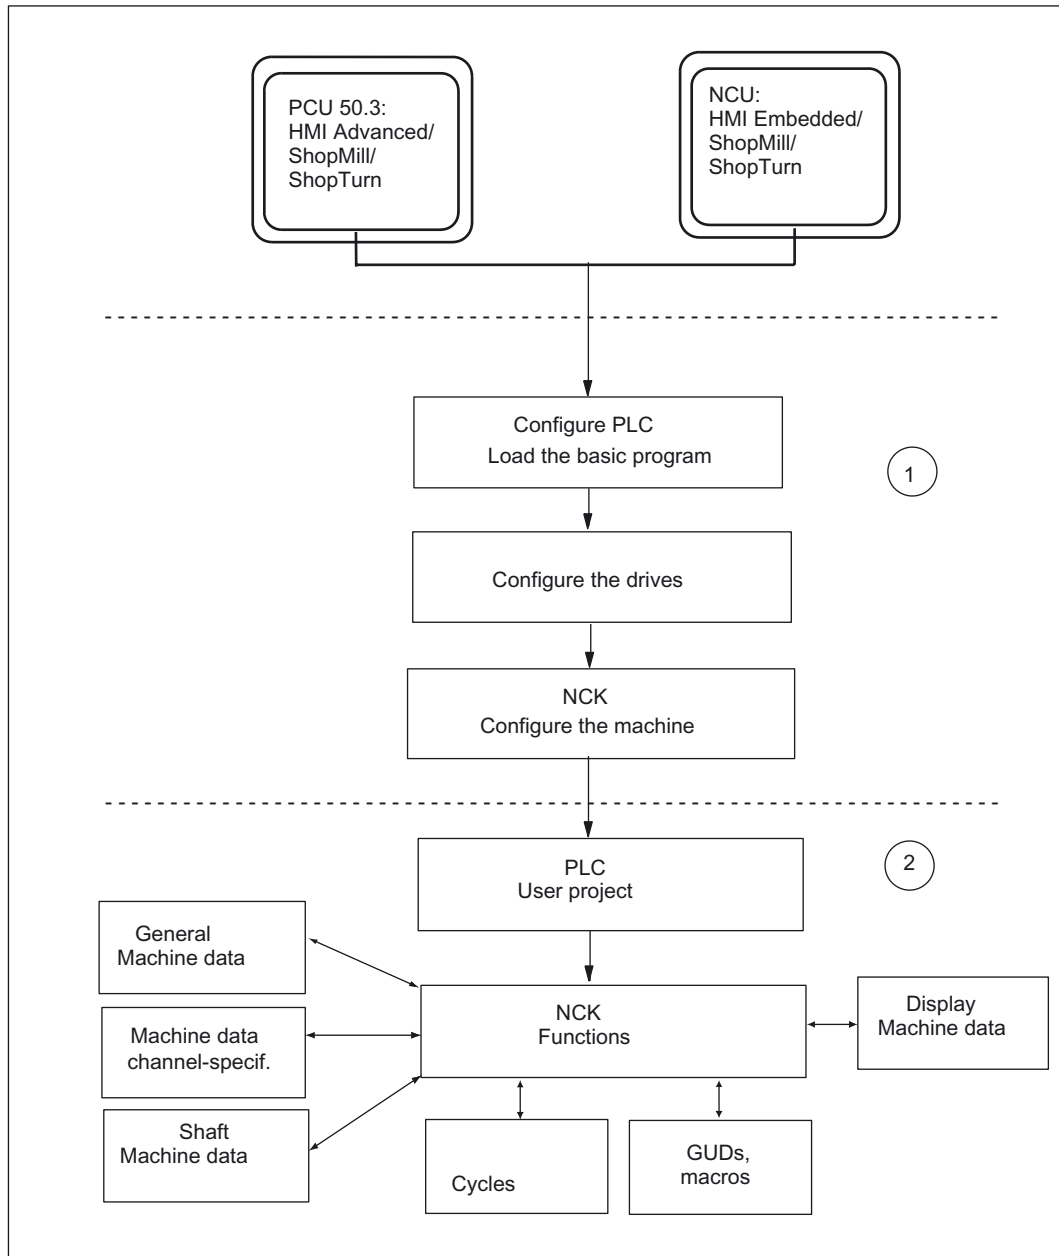 PCU 50.3:
HMI Advanced/
ShopMill/
ShopTurn
NCU:
HMI Embedded/
ShopMill/
ShopTurn
Configure PLC
Load the basic program
1
Configure the drives
NCK
Configure the machine
PLC
User project
2
General
Machine data
NCK
Functions
Display
Machine data
Machine data
channel-specif.
Shaft
Machine data
Cycles
GUDs,
macros